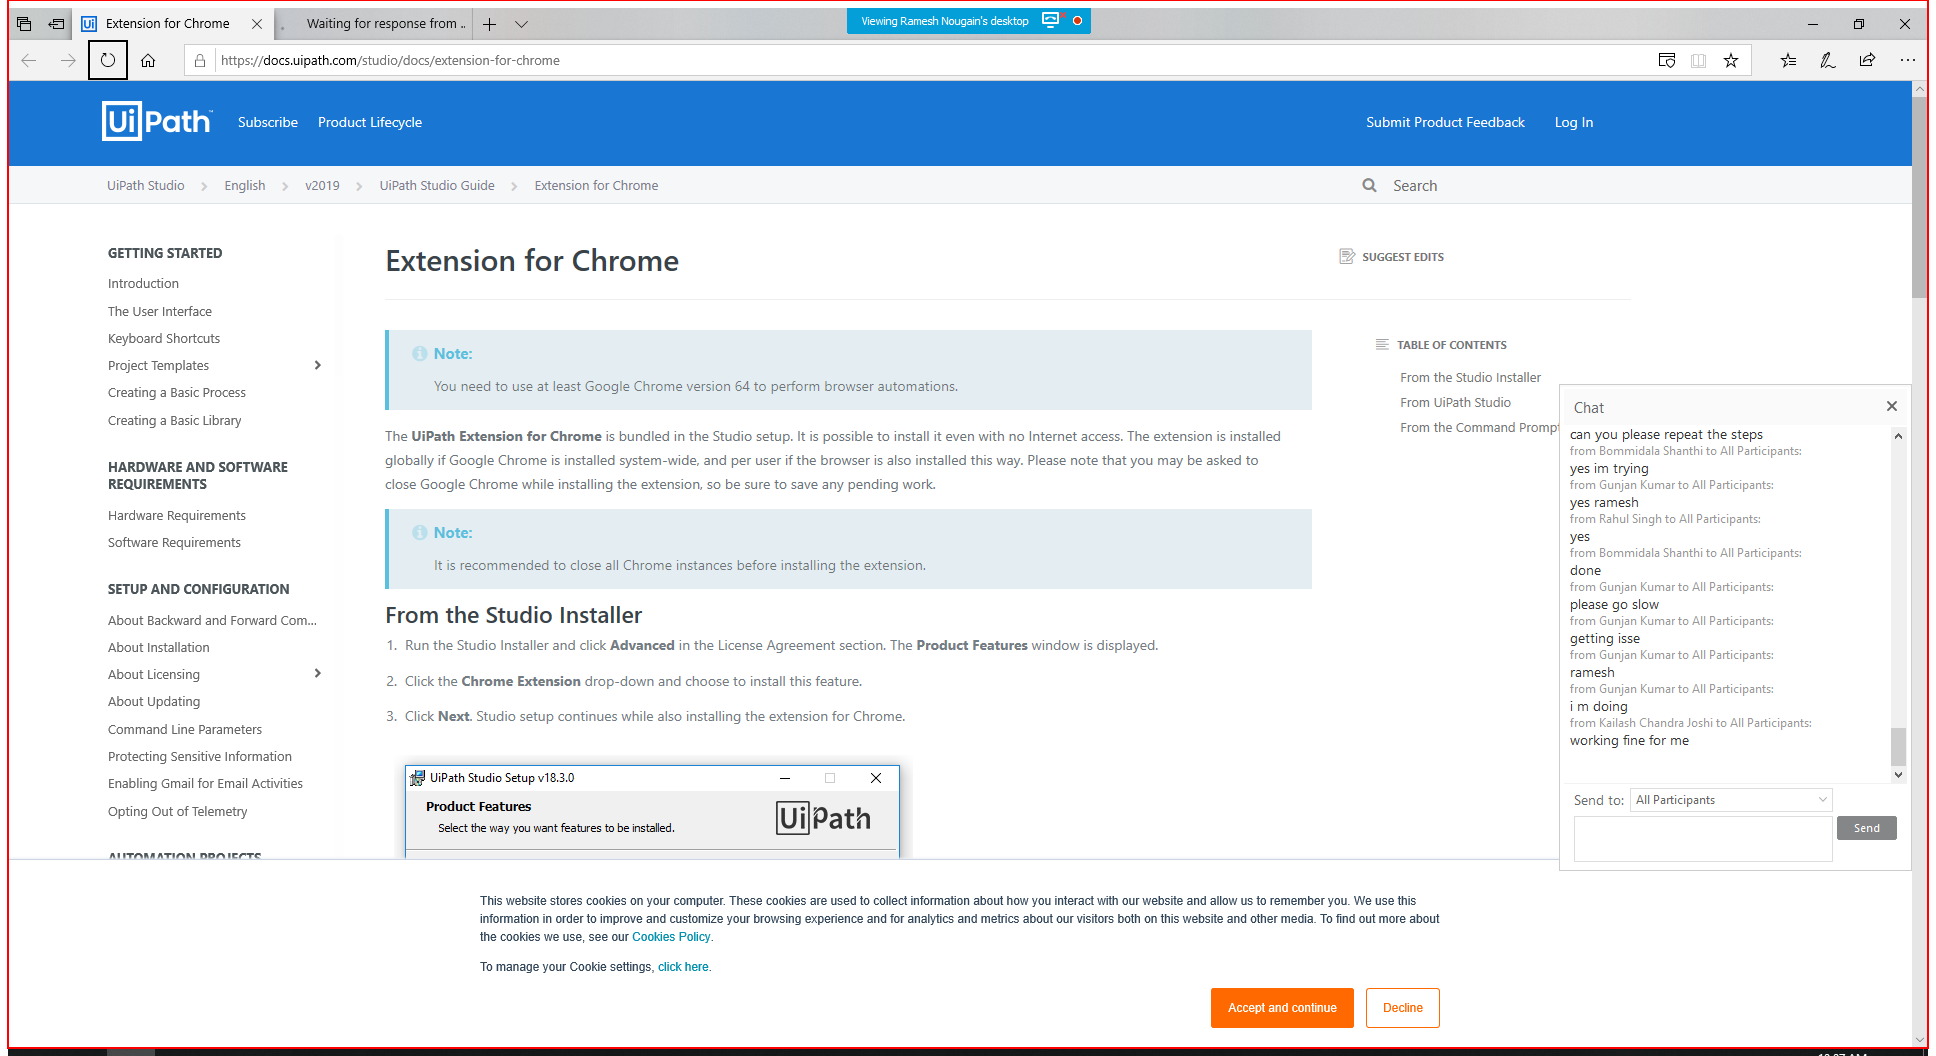 Extension for Chrome
Waiting for response from ..
Viewing Ramesh Nougain's desktop
https://docs.uipath.com/studio/docs/extension-for-chrome
UiPath
Subscribe
Product Lifecycle
Submit Product Feedback
Log In
UiPath Studio
English
v2019
UiPath Studio Guide
Extension for Chrome
Search
GETTING STARTED
Introduction
The User Interface
Keyboard Shortcuts
Project Templates
Creating a Basic Process
Creating a Basic Library
HARDWARE AND SOFTWARE
REQUIREMENTS
Hardware Requirements
Software Requirements
SETUP AND CONFIGURATION
About Backward and Forward Com...
About Installation
About Licensing
About Updating
Command Line Parameters
Protecting Sensitive Information
Enabling Gmail for Email Activities
Opting Out of Telemetry
AUTOMATION PROJECTS
Extension for Chrome
SUGGEST EDITS
Note:
You need to use at least Google Chrome version 64 to perform browser automations.
The UiPath Extension for Chrome is bundled in the Studio setup. It is possible to install it even with no Internet access. The extension is installed
globally if Google Chrome is installed system-wide, and per user if the browser is also installed this way. Please note that you may be asked to
close Google Chrome while installing the extension, so be sure to save any pending work.
Note:
It is recommended to close all Chrome instances before installing the extension.
From the Studio Installer
1. Run the Studio Installer and click Advanced in the License Agreement section. The Product Features window is displayed.
2. Click the Chrome Extension drop-down and choose to install this feature.
3. Click Next. Studio setup continues while also installing the extension for Chrome.
UiPath Studio Setup v18.3.0
Product Features
Select the way you want features to be installed.
UiPath
TABLE OF CONTENTS
From the Studio Installer
From UiPath Studio
From the Command Prompt
Chat
can you please repeat the steps
from Bommidala Shanthi to All Participants:
yes im trying
from Gunjan Kumar to All Participants:
yes ramesh
from Rahul Singh to All Participants:
yes
from Bommidala Shanthi to All Participants:
done
from Gunjan Kumar to All Participants:
please go slow
from Gunjan Kumar to All Participants:
getting isse
from Gunjan Kumar to All Participants:
ramesh
from Gunjan Kumar to All Participants:
i m doing
from Kailash Chandra Joshi to All Participants:
working fine for me
Send to:
All Participants
Send
This website stores cookies on your computer. These cookies are used to collect information about how you interact with our website and allow us to remember you. We use this
information in order to improve and customize your browsing experience and for analytics and metrics about our visitors both on this website and other media. To find out more about
the cookies we use, see our Cookies Policy.
To manage your Cookie settings, click here.
Accept and continue
Decline